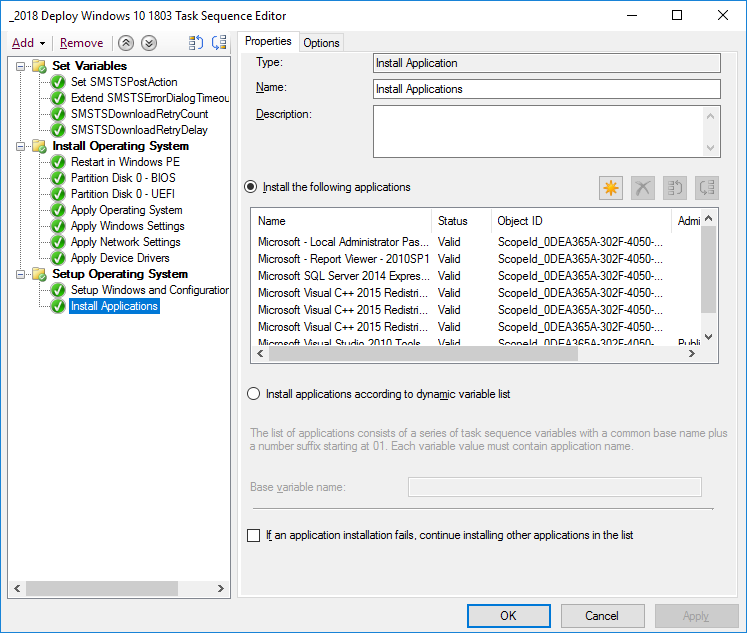 _2018 Deploy Windows 10 1803 Task Sequence Editor
Add
Remove
Set Variables
Set SMSTSPostAction
Extend SMSTSErrorDialogTimeou
SMSTSDownloadRetryCount
SMSTSDownloadRetryDelay
Install Operating System
Restart in Windows PE
Partition Disk 0 - BIOS
Partition Disk 0 - UEFI
Apply Operating System
Apply Windows Settings
Apply Network Settings
Apply Device Drivers
Setup Operating System
Setup Windows and Configuration
Install Applications
Properties Options
Type: Install Application
Name: Install Applications
Description:
Install the following applications
Name Status Object ID Admi
Microsoft - Local Administrator Pas... Valid ScopeId_0DEA365A-302F-4050-...
Microsoft - Report Viewer - 2010SP1 Valid ScopeId_0DEA365A-302F-4050-...
Microsoft SQL Server 2014 Expres... Valid ScopeId_0DEA365A-302F-4050-...
Microsoft Visual C++ 2015 Redistri... Valid ScopeId_0DEA365A-302F-4050-...
Microsoft Visual C++ 2015 Redistri... Valid ScopeId_0DEA365A-302F-4050-...
Microsoft Visual C++ 2015 Redistri... Valid ScopeId_0DEA365A-302F-4050-...
Microsoft Visual Studio 2010 Tools Valid ScopeId_0DEA365A-302F-4050-... Publi
Install applications according to dynamic variable list
The list of applications consists of a series of task sequence variables with a common base name plus
a number suffix starting at 01. Each variable value must contain application name.
Base variable name:
If an application installation fails, continue installing other applications in the list
OK Cancel Apply